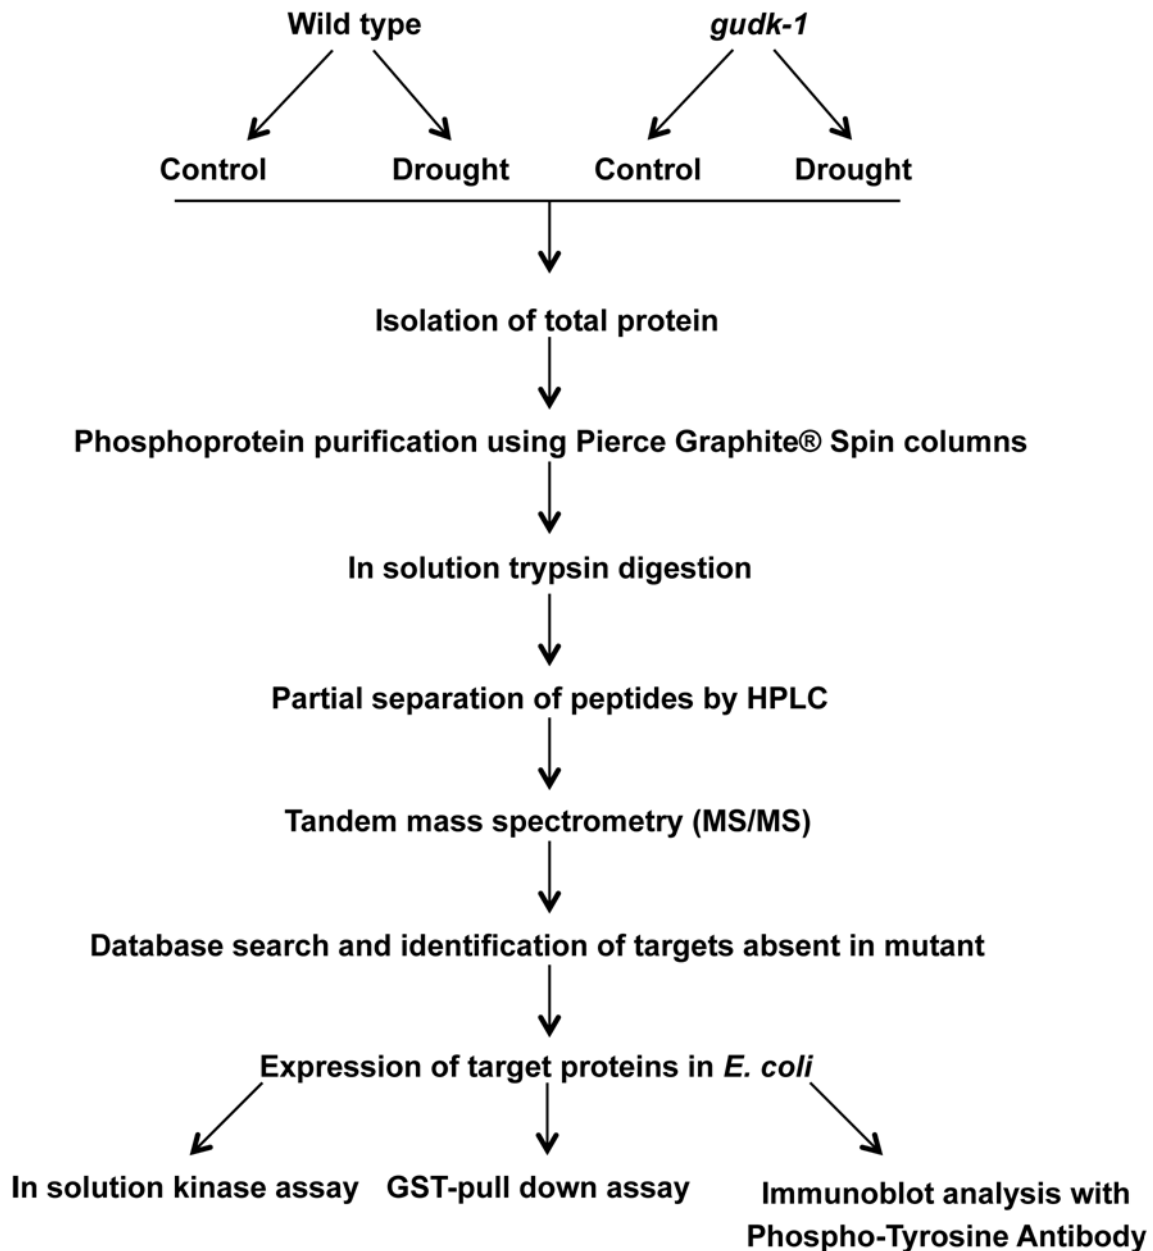 Wild type gudk-1
Control Drought Control Drought
Isolation of total protein
Phosphoprotein purification using Pierce Graphite® Spin columns
In solution trypsin digestion
Partial separation of peptides by HPLC
Tandem mass spectrometry (MS/MS)
Database search and identification of targets absent in mutant
Expression of target proteins in E. coli
In solution kinase assay GST-pull down assay Immunoblot analysis with
Phospho-Tyrosine Antibody